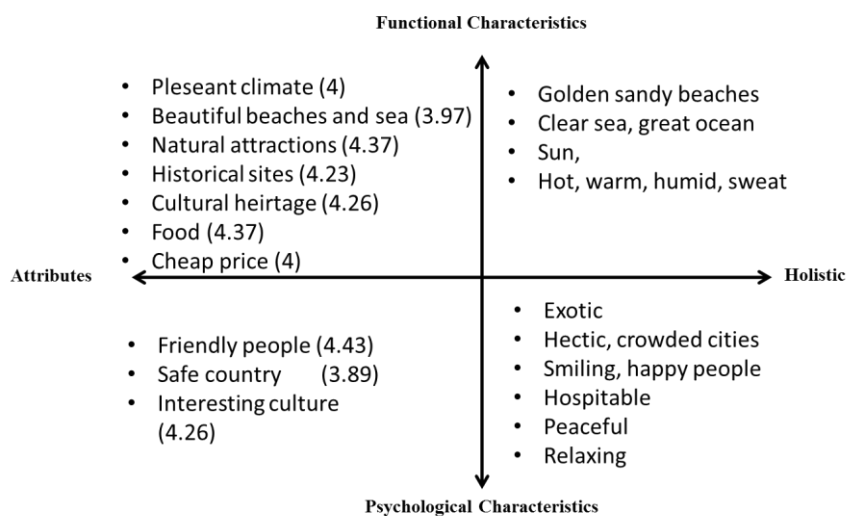 Functional Characteristics
• Pleseant climate (4)
• Beautiful beaches and sea (3.97)
• Natural attractions (4.37)
• Historical sites (4.23)
• Cultural heirtage (4.26)
• Food (4.37)
• Cheap price (4)
• Golden sandy beaches
• Clear sea, great ocean
• Sun,
• Hot, warm, humid, sweat
Attributes
Holistic
• Friendly people (4.43)
• Safe country (3.89)
• Interesting culture
(4.26)
• Exotic
• Hectic, crowded cities
• Smiling, happy people
• Hospitable
• Peaceful
• Relaxing
Psychological Characteristics